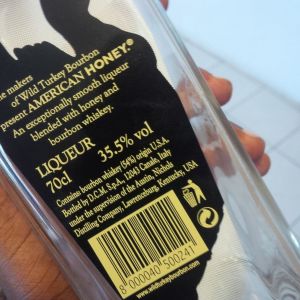 the makers
of Wild Turkey Bourbon
present AMERICAN HONEY.®
An exceptionally smooth liqueur
blended with honey and
bourbon whiskey.
LIQUEUR
70cl 35.5% vol
Contains: bourbon whiskey (54%) origin U.S.A.
Bottled by D.C.M. S.p.A., 12047 Canale, Italy
under the supervision of the Austin, Nichols
Distilling Company, Lawrenceburg, Kentucky, USA
8 000040 500241
www.wildturkeybourbon.com